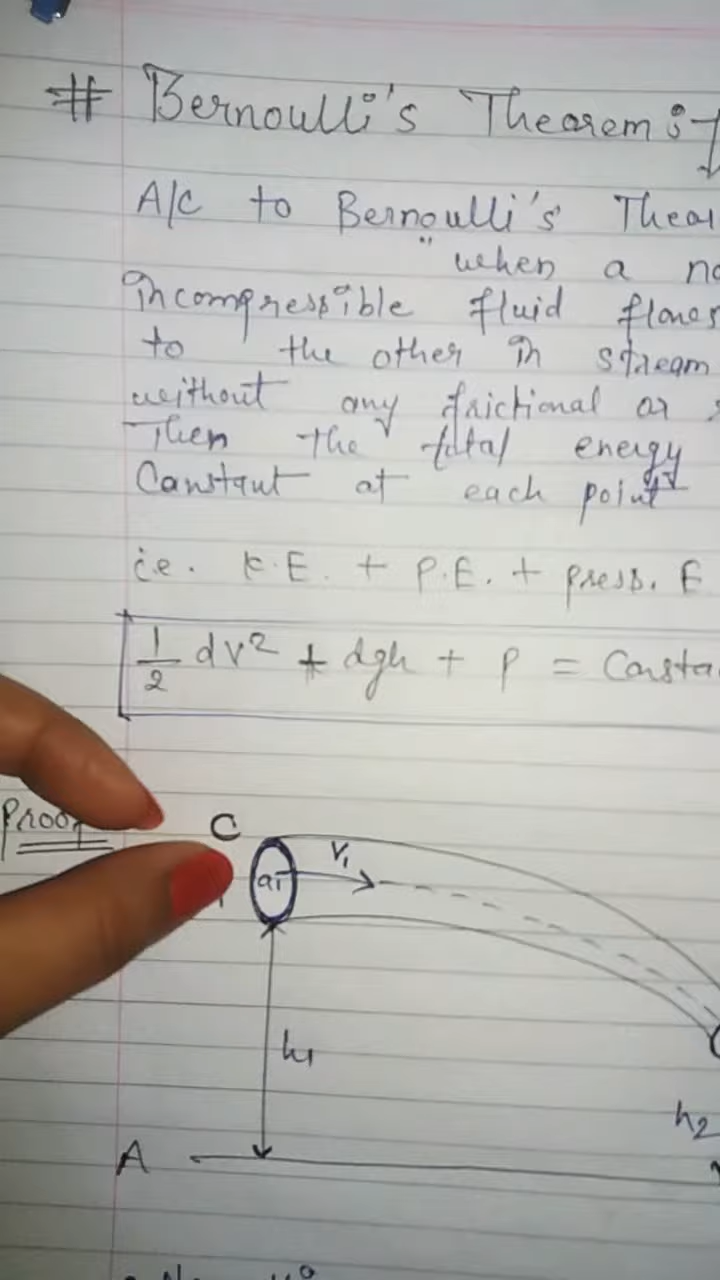 # Bernoulli's Theorem :-
A/C to Bernoulli's Theor
"when a no
incompressible fluid flows
to the other in stream
without any frictional or
Then the total energy
Constant at each point
i.e. K.E. + P.E. + press. E
1/2 dv² + dgh + P = Consta
Proof
C
a1 V1
h1
h2
A